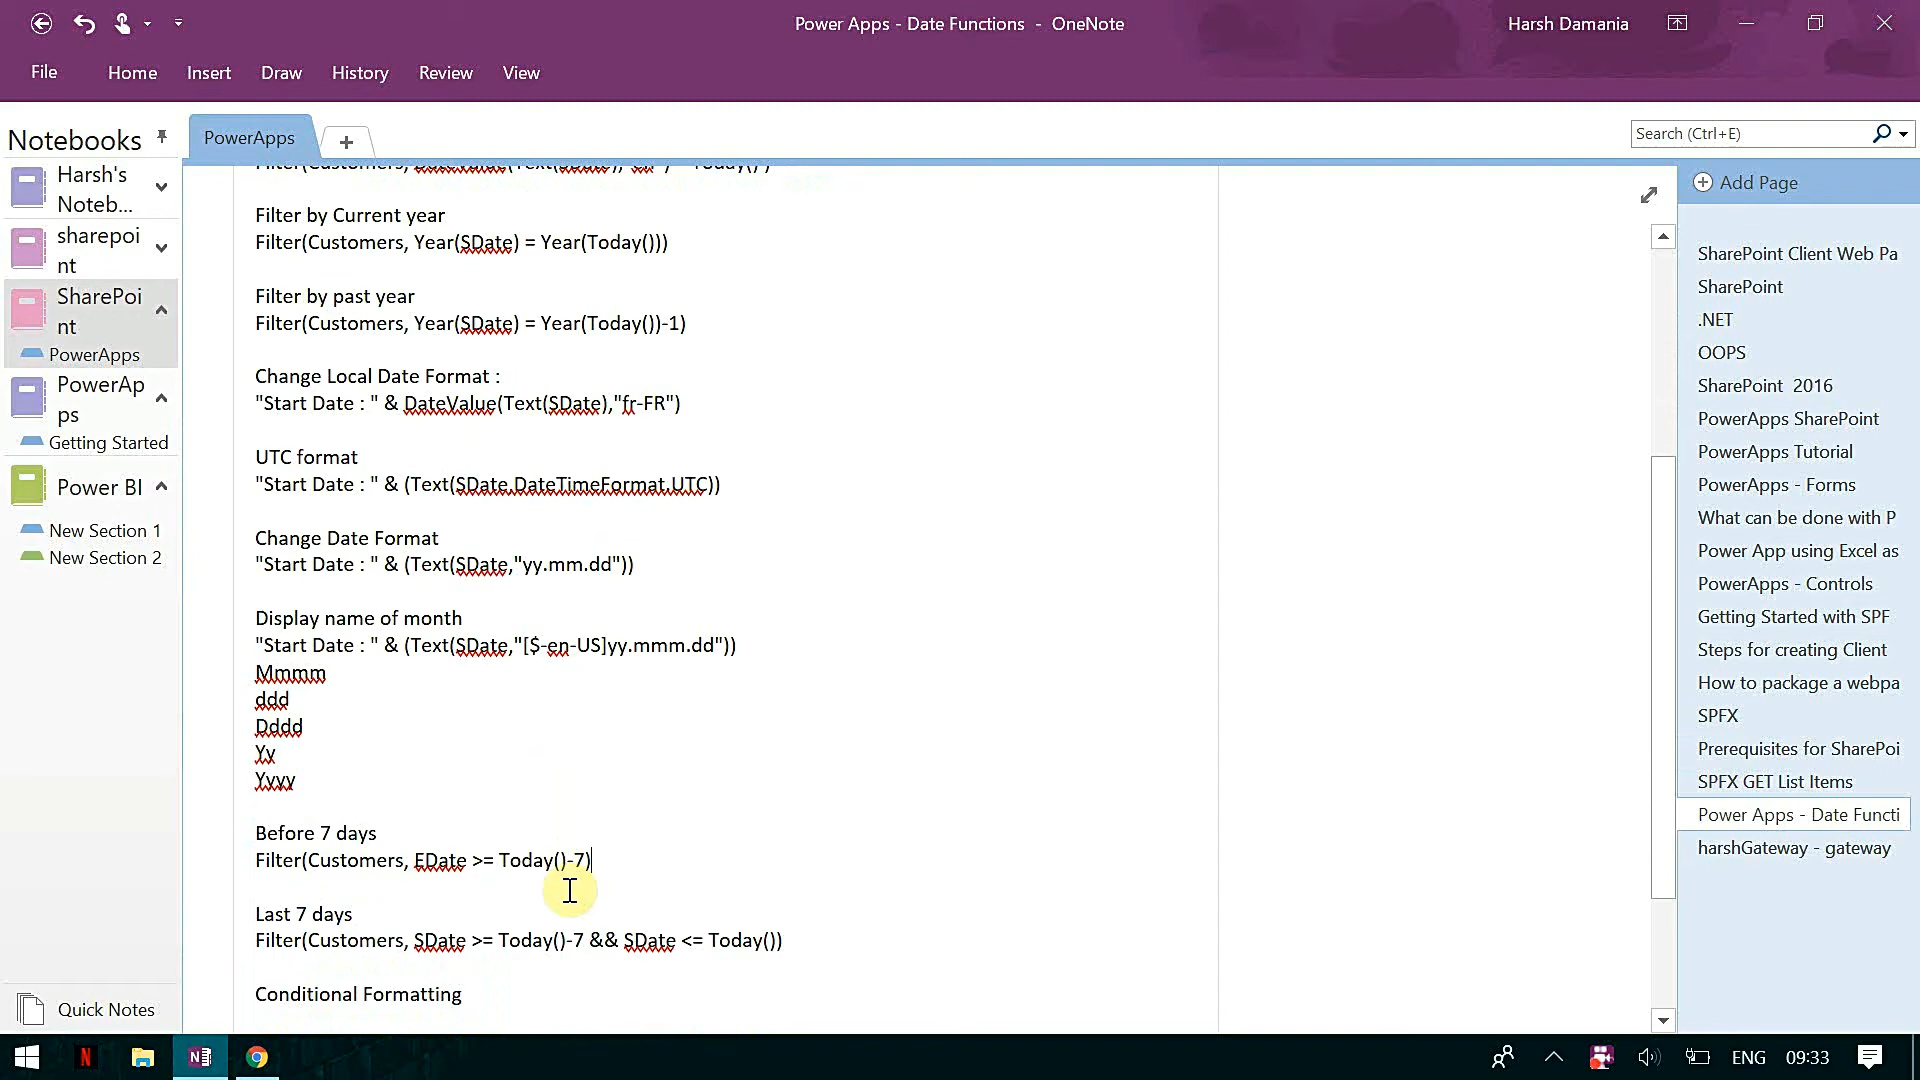 Power Apps - Date Functions - OneNote
Harsh Damania
File
Home
Insert
Draw
History
Review
View
Notebooks
PowerApps
Search (Ctrl+E)
Harsh's
Noteb...
sharepoi
nt
SharePoi
nt
PowerApps
PowerAp
ps
Getting Started
Power BI
New Section 1
New Section 2
Quick Notes
Filter by Current year
Filter(Customers, Year(SDate) = Year(Today()))
Filter by past year
Filter(Customers, Year(SDate) = Year(Today())-1)
Change Local Date Format :
"Start Date : " & DateValue(Text(SDate),"fr-FR")
UTC format
"Start Date : " & (Text(SDate,DateTimeFormat.UTC))
Change Date Format
"Start Date : " & (Text(SDate,"yy.mm.dd"))
Display name of month
"Start Date : " & (Text(SDate,"[$-en-US]yy.mmm.dd"))
Mmmm
ddd
Dddd
Yy
Yyyy
Before 7 days
Filter(Customers, EDate >= Today()-7)
Last 7 days
Filter(Customers, SDate >= Today()-7 && SDate <= Today())
Conditional Formatting
Add Page
SharePoint Client Web Pa
SharePoint
.NET
OOPS
SharePoint 2016
PowerApps SharePoint
PowerApps Tutorial
PowerApps - Forms
What can be done with P
Power App using Excel as
PowerApps - Controls
Getting Started with SPF
Steps for creating Client
How to package a webpa
SPFX
Prerequisites for SharePoi
SPFX GET List Items
Power Apps - Date Functi
harshGateway - gateway
ENG
09:33